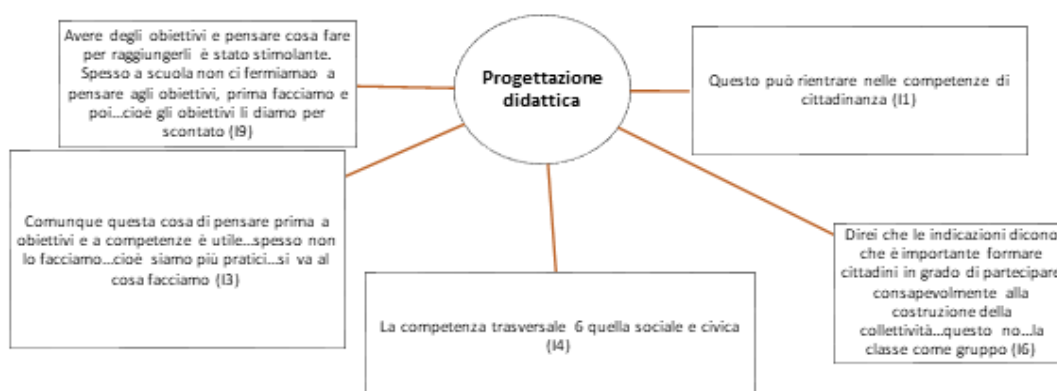 Avere degli obiettivi e pensare cosa fare
per raggiungerli è stato stimolante.
Spesso a scuola non ci fermiamao a
pensare agli obiettivi, prima facciamo e
poi...cioè gli obiettivi li diamo per
scontato (I9)
Progettazione
didattica
Questo può rientrare nelle competenze di
cittadinanza (I1)
Comunque questa cosa di pensare prima a
obiettivi e a competenze è utile...spesso non
lo facciamo...cioè siamo più pratici...si va al
cosa facciamo (I3)
La competenza trasversale 6 quella sociale e civica
(I4)
Direi che le indicazioni dicono
che è importante formare
cittadini in grado di partecipare
consapevolmente alla
costruzione della
collettività...questo no...la
classe come gruppo (I6)